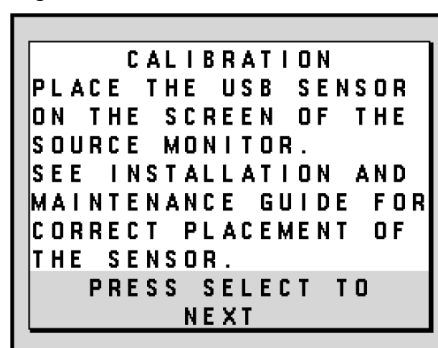 CALIBRATION
PLACE THE USB SENSOR
ON THE SCREEN OF THE
SOURCE MONITOR.
SEE INSTALLATION AND
MAINTENANCE GUIDE FOR
CORRECT PLACEMENT OF
THE SENSOR.
PRESS SELECT TO
NEXT